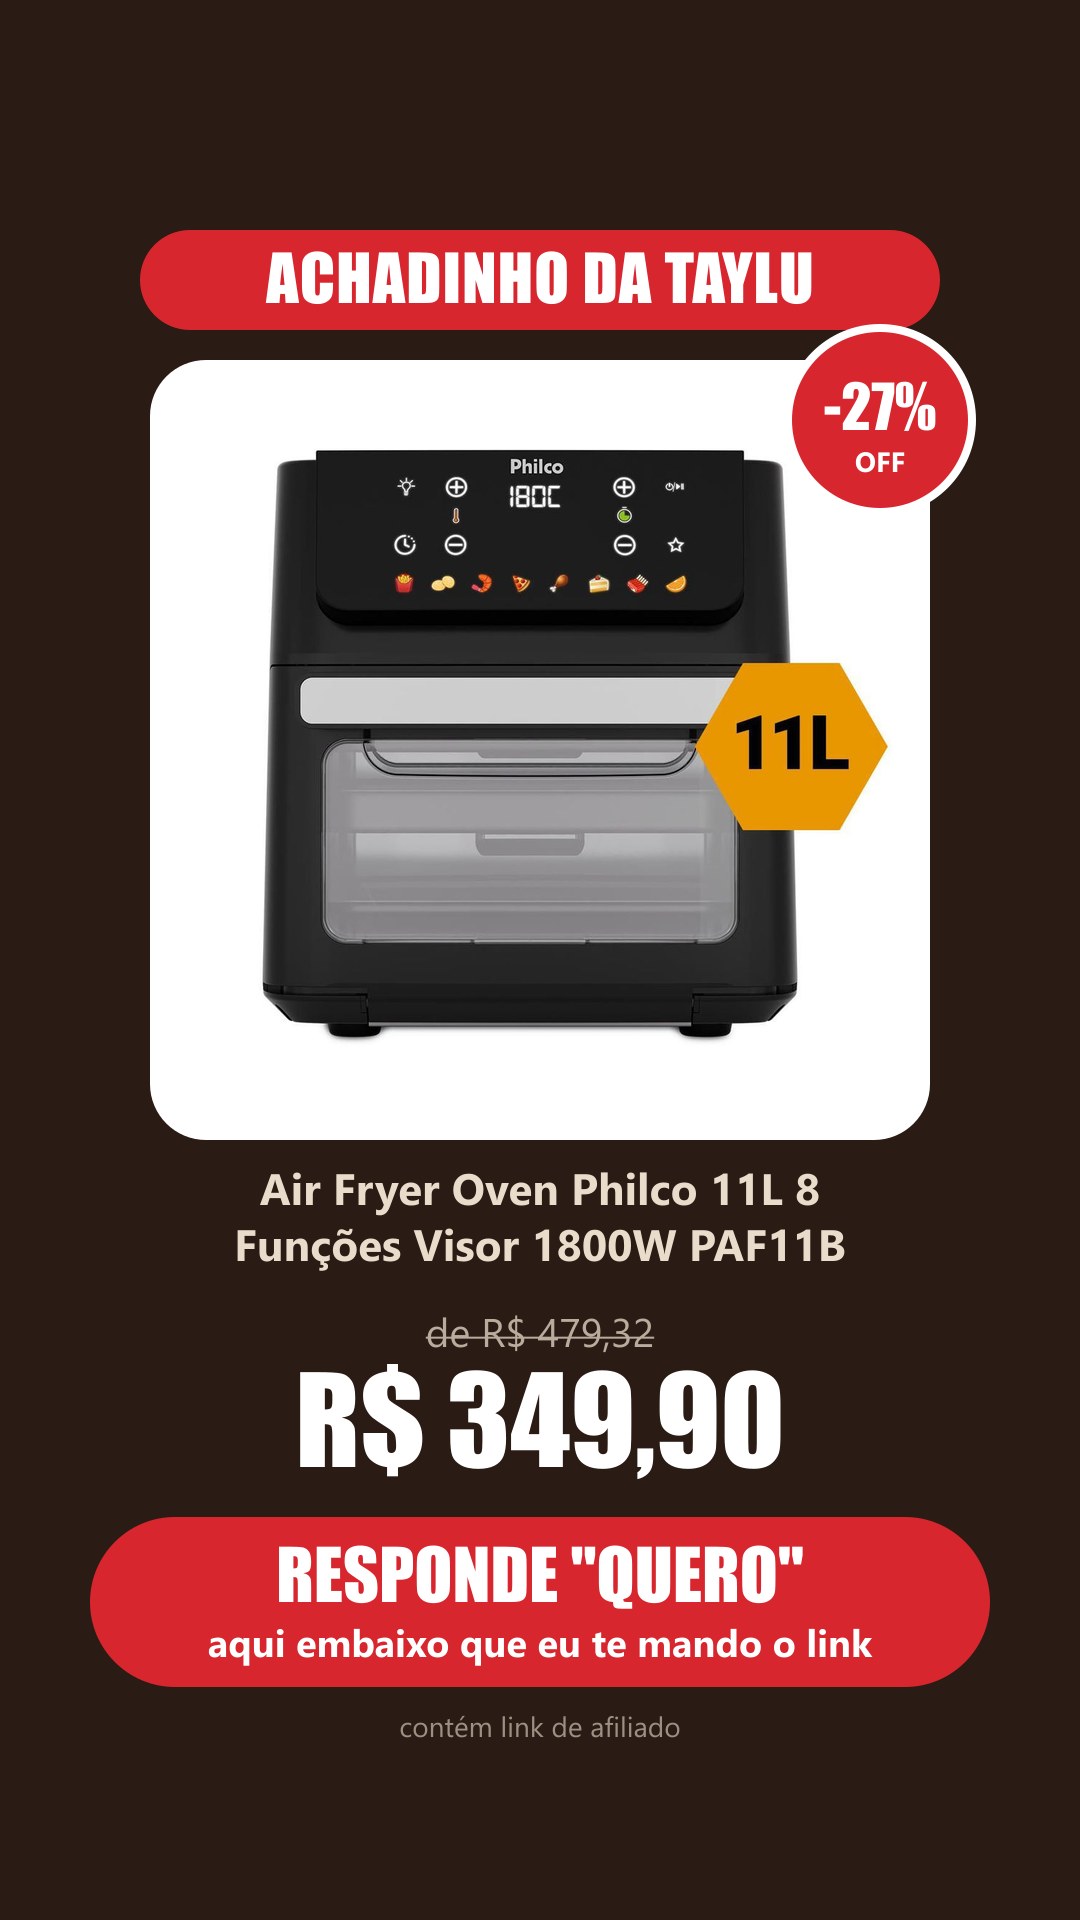 ACHADINHO DA TAYLU
-27%
OFF
Philco
180C
11L
Air Fryer Oven Philco 11L 8
Funções Visor 1800W PAF11B
de R$ 479,32
R$ 349,90
RESPONDE "QUERO"
aqui embaixo que eu te mando o link
contém link de afiliado